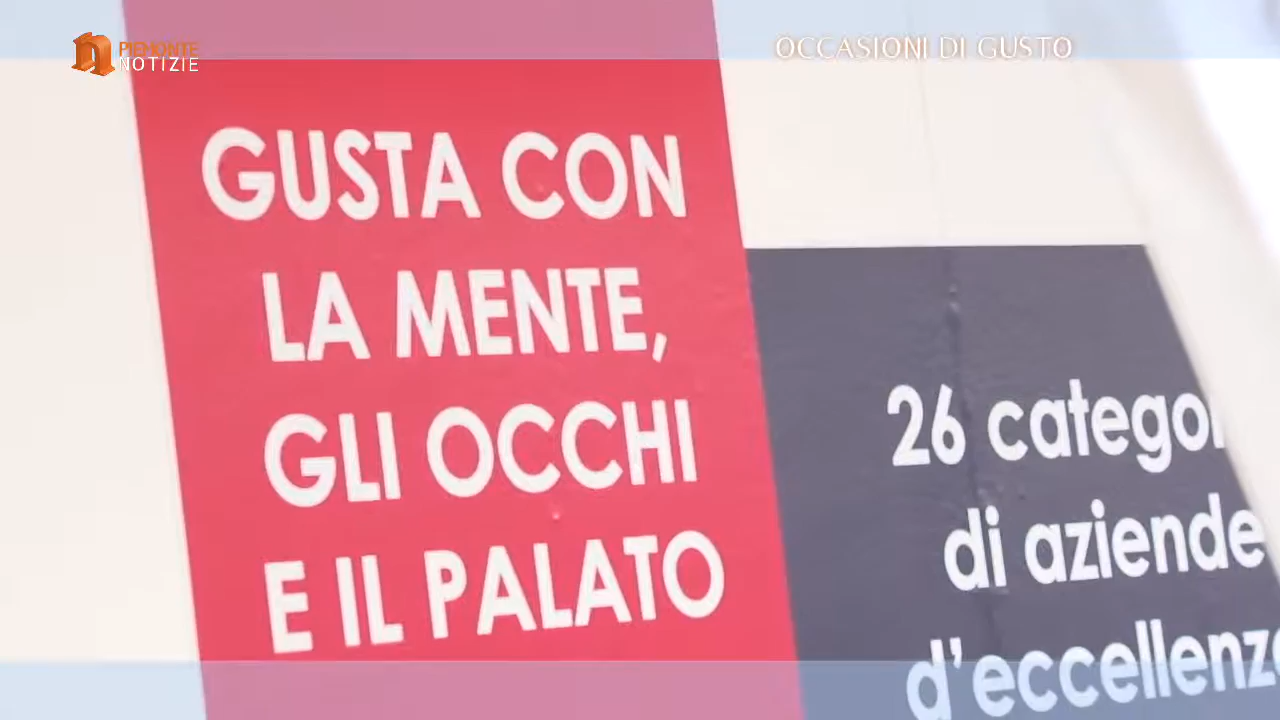 PIEMONTE
NOTIZIE
OCCASIONI DI GUSTO
GUSTA CON
LA MENTE,
GLI OCCHI
E IL PALATO
26
di aziende